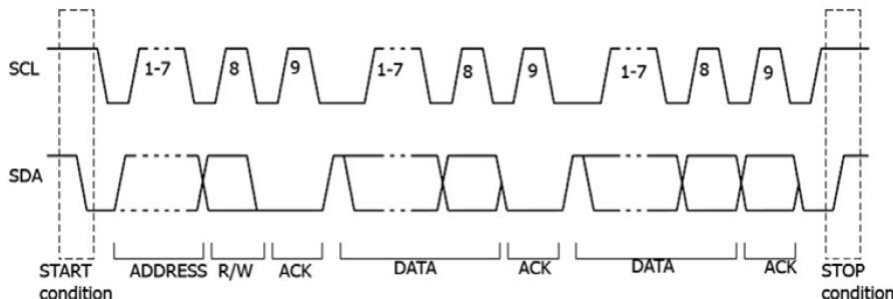 SCL 1-7 8 9 1-7 8 9 1-7 8 9
SDA
START ADDRESS R/W ACK DATA ACK DATA ACK STOP
condition condition